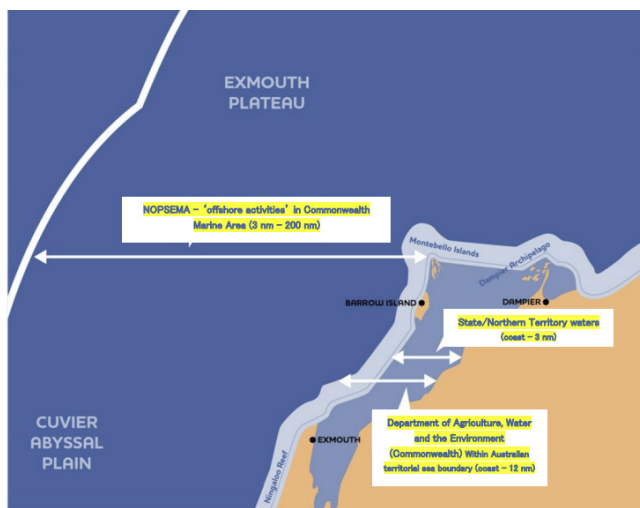 EXMOUTH
PLATEAU
NOPSEMA – ‘offshore activities’ in Commonwealth
Marine Area (3 nm – 200 nm)
Montebello Islands
Dampier Archipelago
BARROW ISLAND
DAMPIER
State/Northern Territory waters
(coast – 3 nm)
CUVIER
ABYSSAL
PLAIN
EXMOUTH
Ningaloo Reef
Department of Agriculture, Water
and the Environment
(Commonwealth) Within Australian
territorial sea boundary (coast – 12 nm)